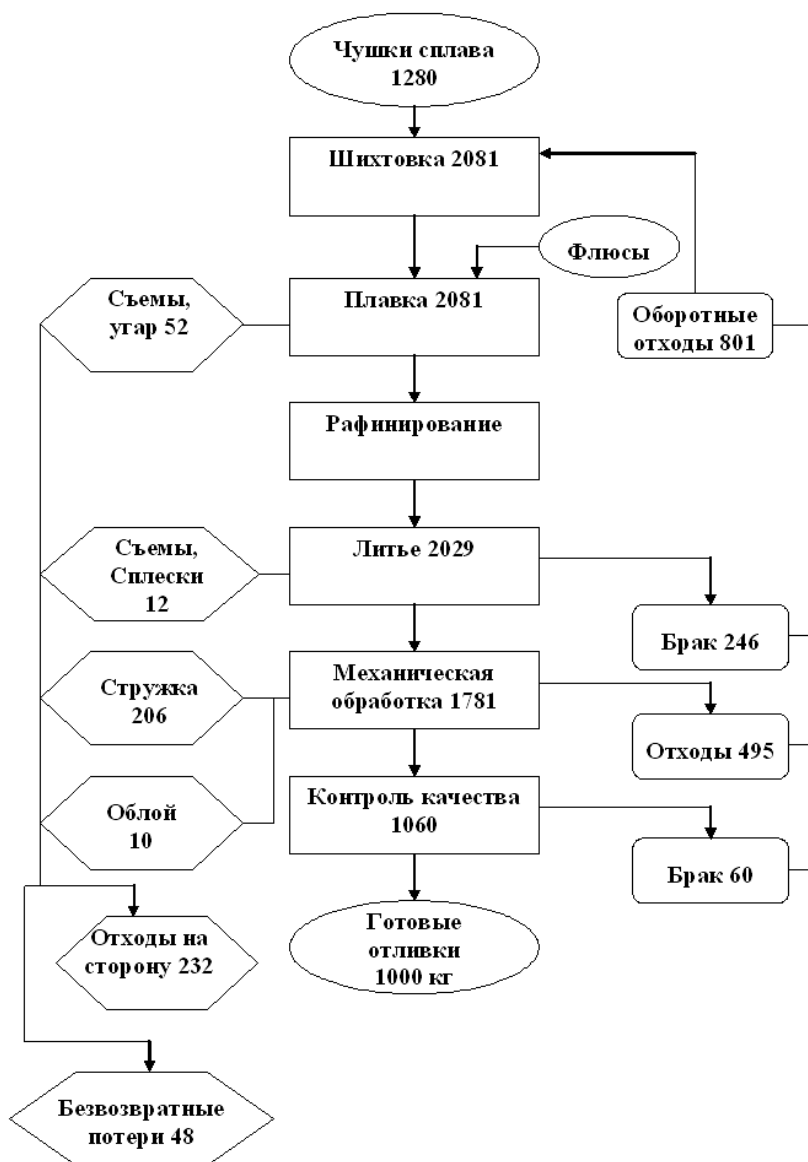 Чушки сплава
1280
Шихтовка 2081
Флюсы
Съемы,
угар 52
Плавка 2081
Оборотные
отходы 801
Рафинирование
Съемы,
Сплески
12
Литье 2029
Брак 246
Стружка
206
Механическая
обработка 1781
Отходы 495
Облой
10
Контроль качества
1060
Брак 60
Отходы на
сторону 232
Готовые
отливки
1000 кг
Безвозвратные
потери 48